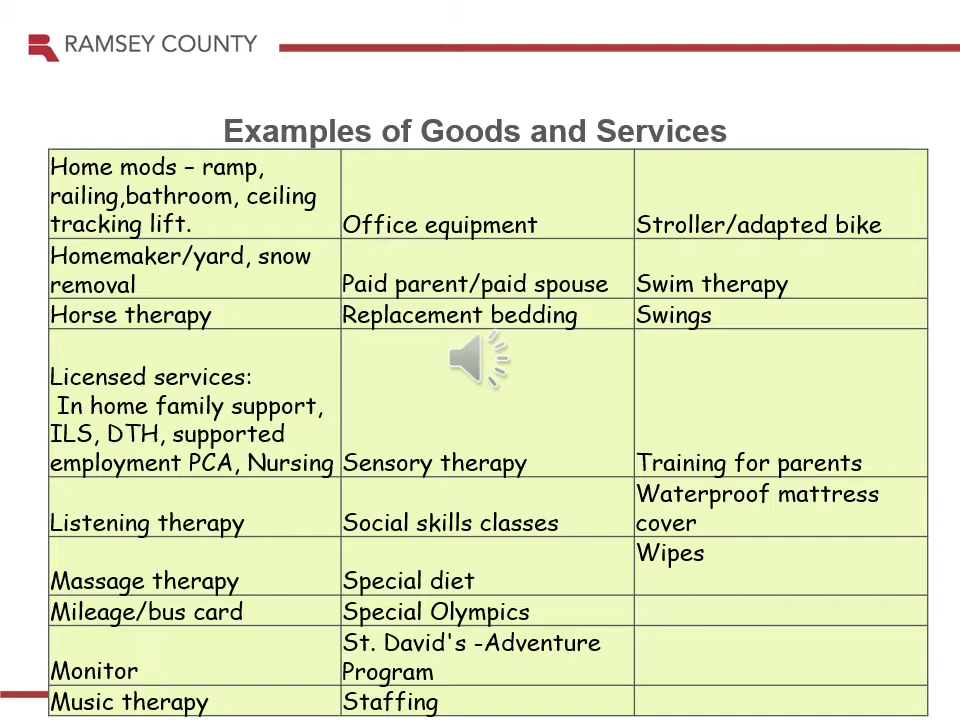 RAMSEY COUNTY
Examples of Goods and Services
Home mods – ramp,
railing,bathroom, ceiling
tracking lift.
Office equipment
Stroller/adapted bike
Homemaker/yard, snow
removal
Paid parent/paid spouse
Swim therapy
Horse therapy
Replacement bedding
Swings
Licensed services:
In home family support,
ILS, DTH, supported
employment PCA, Nursing
Sensory therapy
Training for parents
Listening therapy
Social skills classes
Waterproof mattress
cover
Massage therapy
Special diet
Wipes
Mileage/bus card
Special Olympics
Monitor
St. David's -Adventure
Program
Music therapy
Staffing